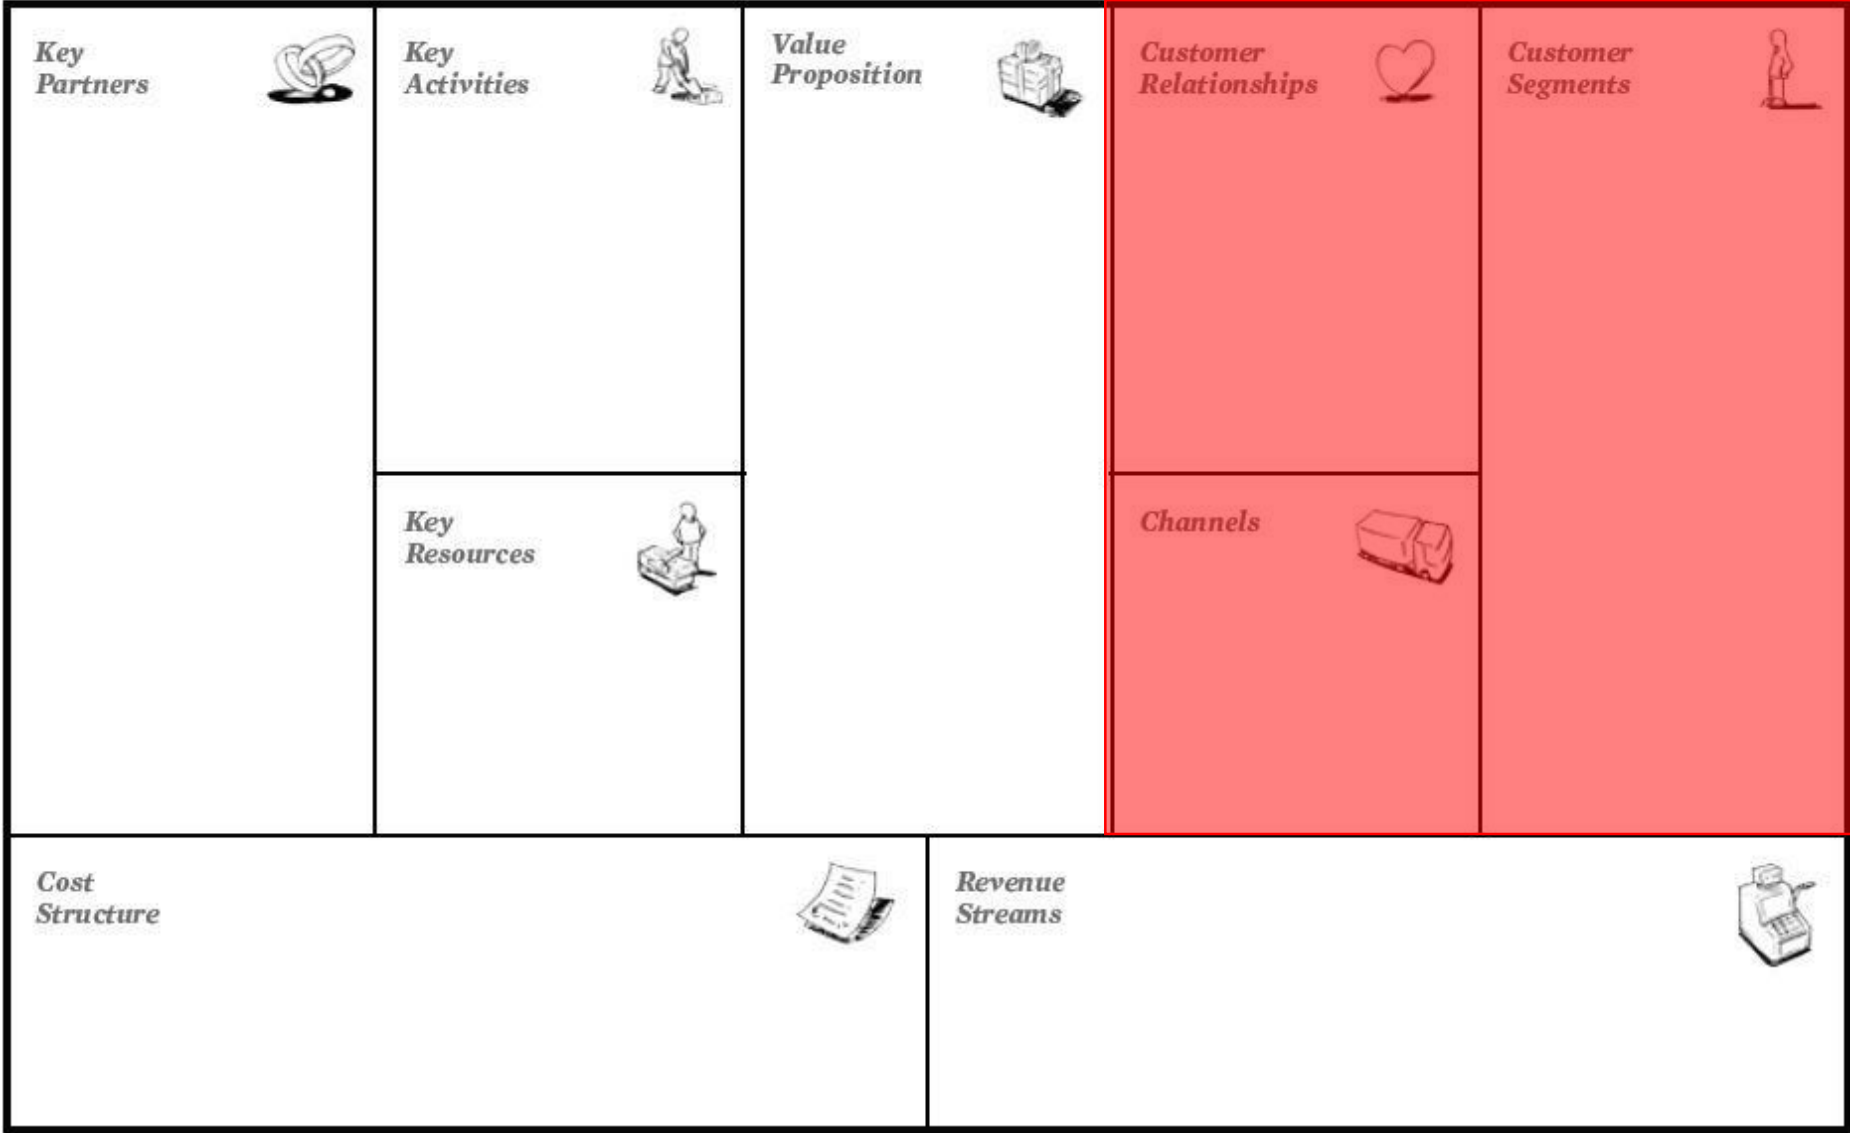 Key
Partners
Key
Activities
Value
Proposition
Customer
Relationships
Customer
Segments
Key
Resources
Channels
Cost
Structure
Revenue
Streams